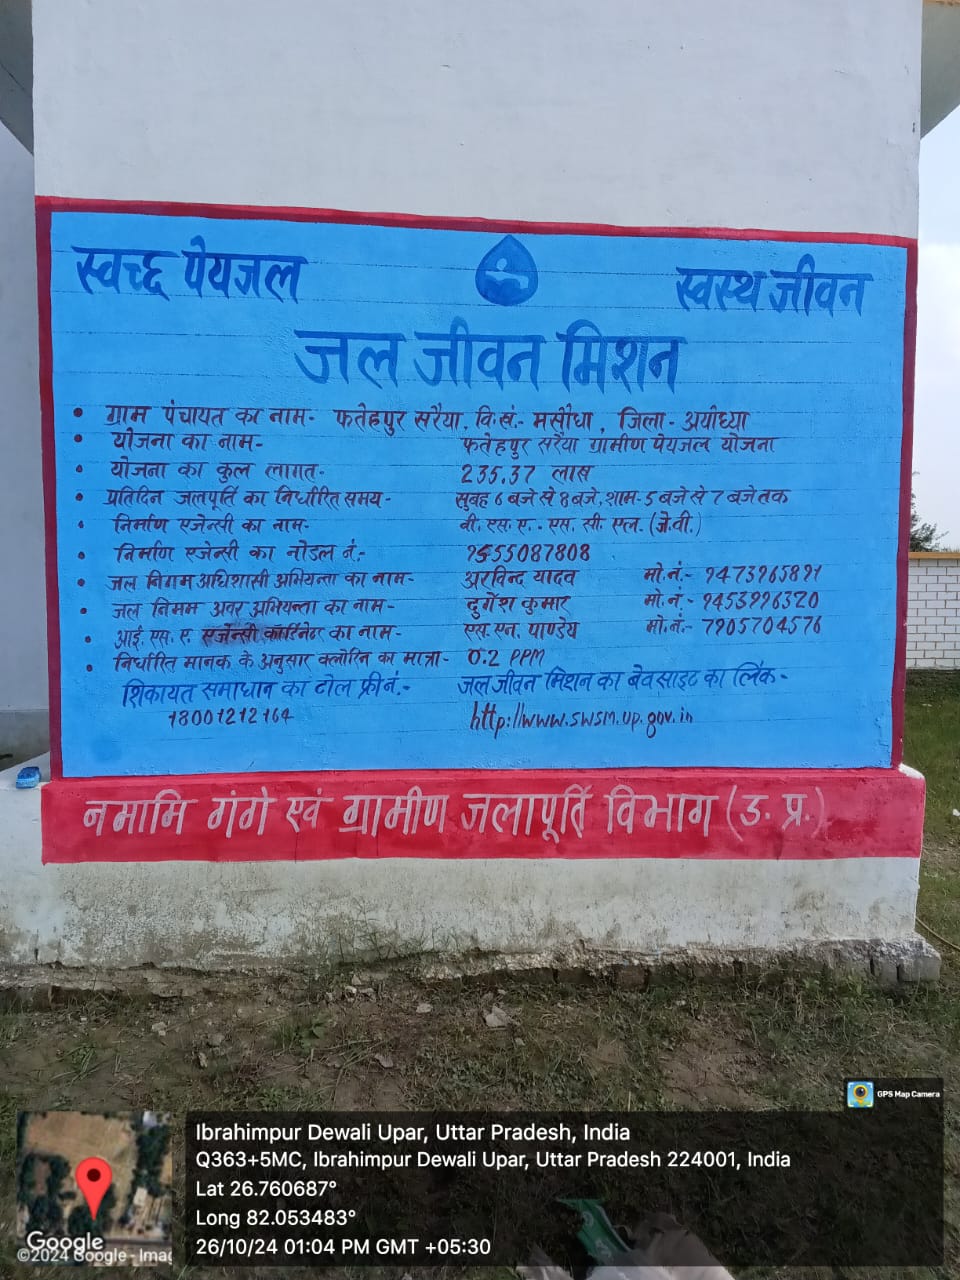 स्वच्छ पेयजल स्वस्थ जीवन
जल जीवन मिशन
• ग्राम पंचायत का नाम- फतेहपुर सरैया, वि.खं.- मसौधा, जिला- अयोध्या
• योजना का नाम- फतेहपुर सरैया ग्रामीण पेयजल योजना
• योजना का कुल लागत- 235.37 लाख
• प्रतिदिन जलपूर्ति का निर्धारित समय- सुबह 6 बजे से 8 बजे, शाम- 5 बजे से 7 बजे तक
• निर्माण एजेन्सी का नाम- वी. एस. ए. - एस. सी. एल. (जे.वी.)
• निर्माण एजेन्सी का नोडल नं.- 9555087808
• जल निगम अधिशासी अभियन्ता का नाम- अरविन्द यादव मो.नं.- 9473965891
• जल निगम अवर अभियन्ता का नाम- दुर्गेश कुमार मो.नं.- 9453996320
• आई. एस. ए. एजेन्सी कॉर्डिनेटर का नाम- एस. एन. पाण्डेय मो.नं.- 7905704576
• निर्धारित मानक के अनुसार क्लोरिन का मात्रा- 0.2 PPM
शिकायत समाधान का टोल फ्री नं.- जल जीवन मिशन का बेवसाइट का लिंक-
18001212164 http://www.swsm.up.gov.in
नमामि गंगे एवं ग्रामीण जलापूर्ति विभाग (उ. प्र.)
GPS Map Camera
Ibrahimpur Dewali Upar, Uttar Pradesh, India
Q363+5MC, Ibrahimpur Dewali Upar, Uttar Pradesh 224001, India
Lat 26.760687°
Long 82.053483°
26/10/24 01:04 PM GMT +05:30
Google
©2024 Google - Imag